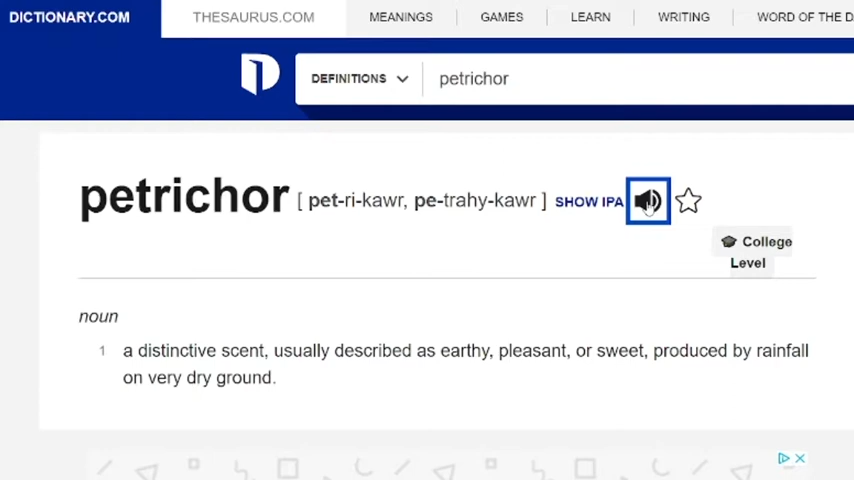 DICTIONARY.COM THESAURUS.COM MEANINGS GAMES LEARN WRITING WORD OF THE D
DEFINITIONS petrichor
petrichor [ pet-ri-kawr, pe-trahy-kawr ] SHOW IPA
College
Level
noun
1 a distinctive scent, usually described as earthy, pleasant, or sweet, produced by rainfall
on very dry ground.